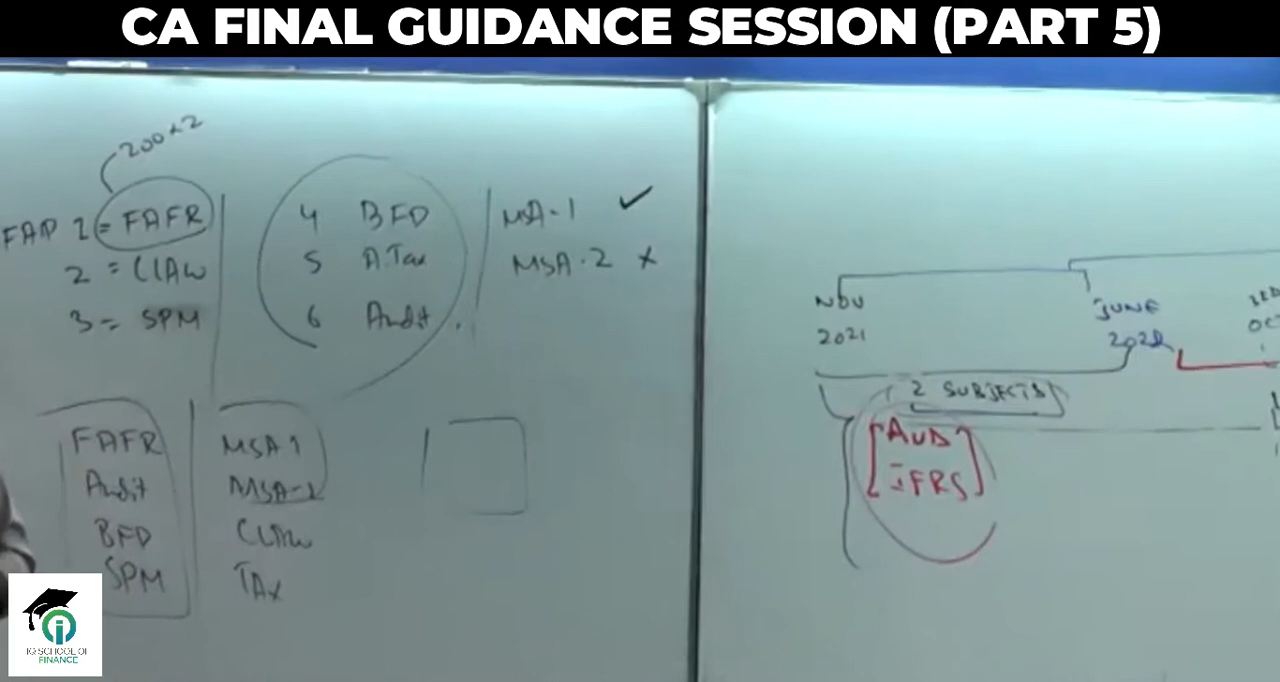 CA FINAL GUIDANCE SESSION (PART 5)
200×2
FAP 1 = FAFR
2 = CLAW
3 = SPM
4 BFD
5 A.Tax
6 Audit
MSA-1 ✓
MSA-2 ×
FAFR
Audit
BFD
SPM
MSA-1
MSA-2
CLAW
TAX
NOV
2021
JUNE
2022
OCT
2 SUBJECTS
AUD
IFRS
IQ SCHOOL OF
FINANCE